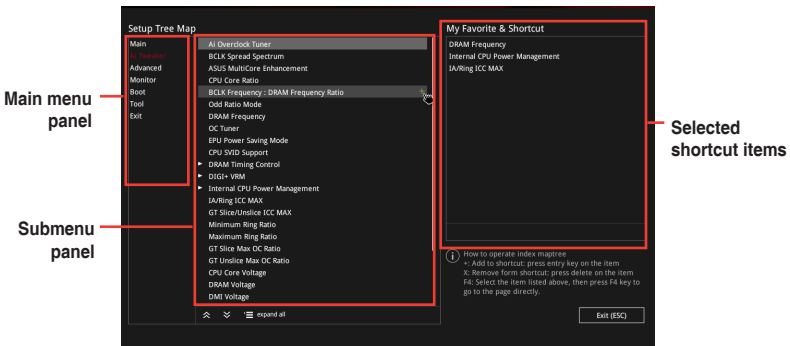 Setup Tree Map
Main
Ai Tweaker
Advanced
Monitor
Boot
Tool
Exit
Ai Overclock Tuner
BCLK Spread Spectrum
ASUS MultiCore Enhancement
CPU Core Ratio
BCLK Frequency : DRAM Frequency Ratio
Odd Ratio Mode
DRAM Frequency
OC Tuner
EPU Power Saving Mode
CPU SVID Support
DRAM Timing Control
DIGI+ VRM
Internal CPU Power Management
IA/Ring ICC MAX
GT Slice/Unslice ICC MAX
Minimum Ring Ratio
Maximum Ring Ratio
GT Slice Max OC Ratio
GT Unslice Max OC Ratio
CPU Core Voltage
DRAM Voltage
DMI Voltage
expand all
My Favorite & Shortcut
DRAM Frequency
Internal CPU Power Management
IA/Ring ICC MAX
How to operate index maptree
+: Add to shortcut: press entry key on the item
X: Remove form shortcut: press delete on the item
F4: Select the item listed above, then press F4 key to
go to the page directly.
Exit (ESC)
Main menu
panel
Submenu
panel
Selected
shortcut items